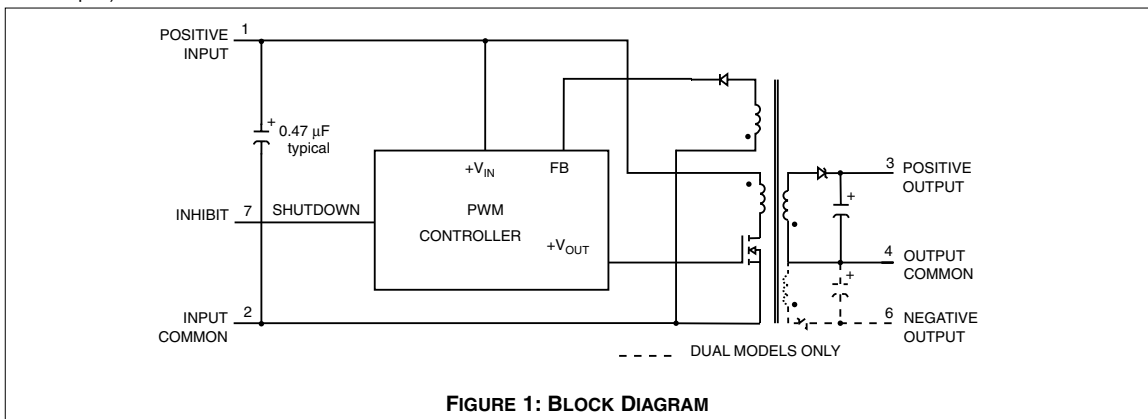 POSITIVE
INPUT
1
0.47 µF
typical
+
+VIN
FB
INHIBIT
7
SHUTDOWN
PWM
CONTROLLER
+VOUT
INPUT
COMMON
2
3
POSITIVE
OUTPUT
+
4
OUTPUT
COMMON
+
6
NEGATIVE
OUTPUT
DUAL MODELS ONLY
FIGURE 1: BLOCK DIAGRAM